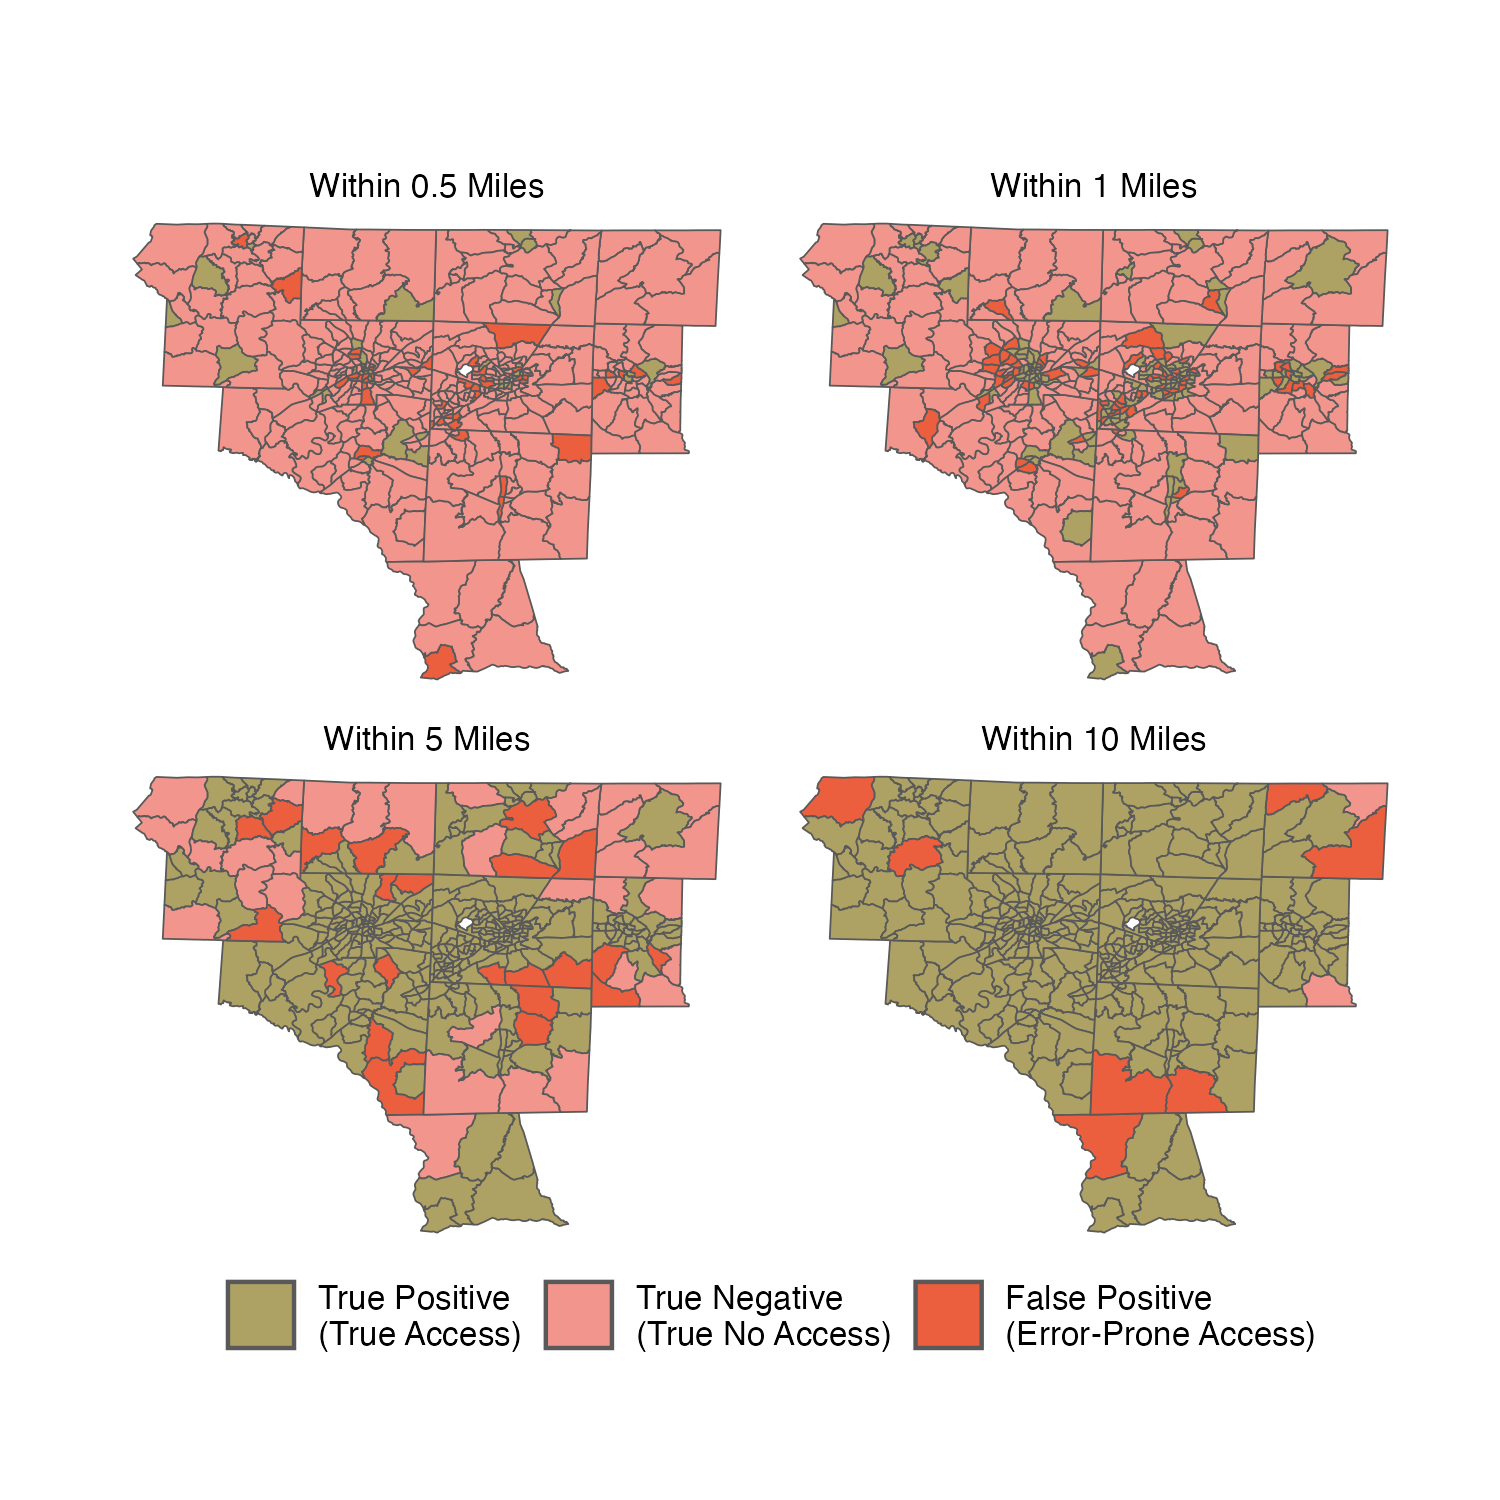 Within 0.5 Miles
Within 1 Miles
Within 5 Miles
Within 10 Miles
True Positive
(True Access)
True Negative
(True No Access)
False Positive
(Error-Prone Access)